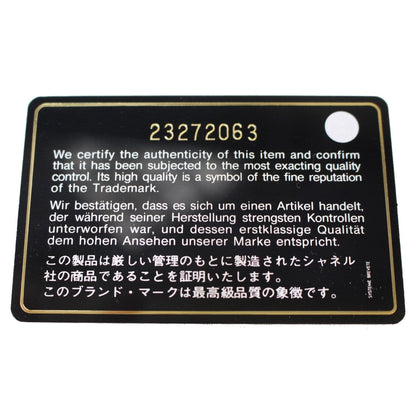 23272063
We certify the authenticity of this item and confirm
that it has been subjected to the most exacting quality
control. Its high quality is a symbol of the fine reputation
of the Trademark.
Wir bestätigen, dass es sich um einen Artikel handelt,
der während seiner Herstellung strengsten Kontrollen
unterworfen war, und dessen erstklassige Qualität
dem hohen Ansehen unserer Marke entspricht.
この製品は厳しい管理のもとに製造されたシャネル
社の商品であることを証明いたします。
このブランド・マークは最高級品質の象徴です。
SYSTEME BREVETE